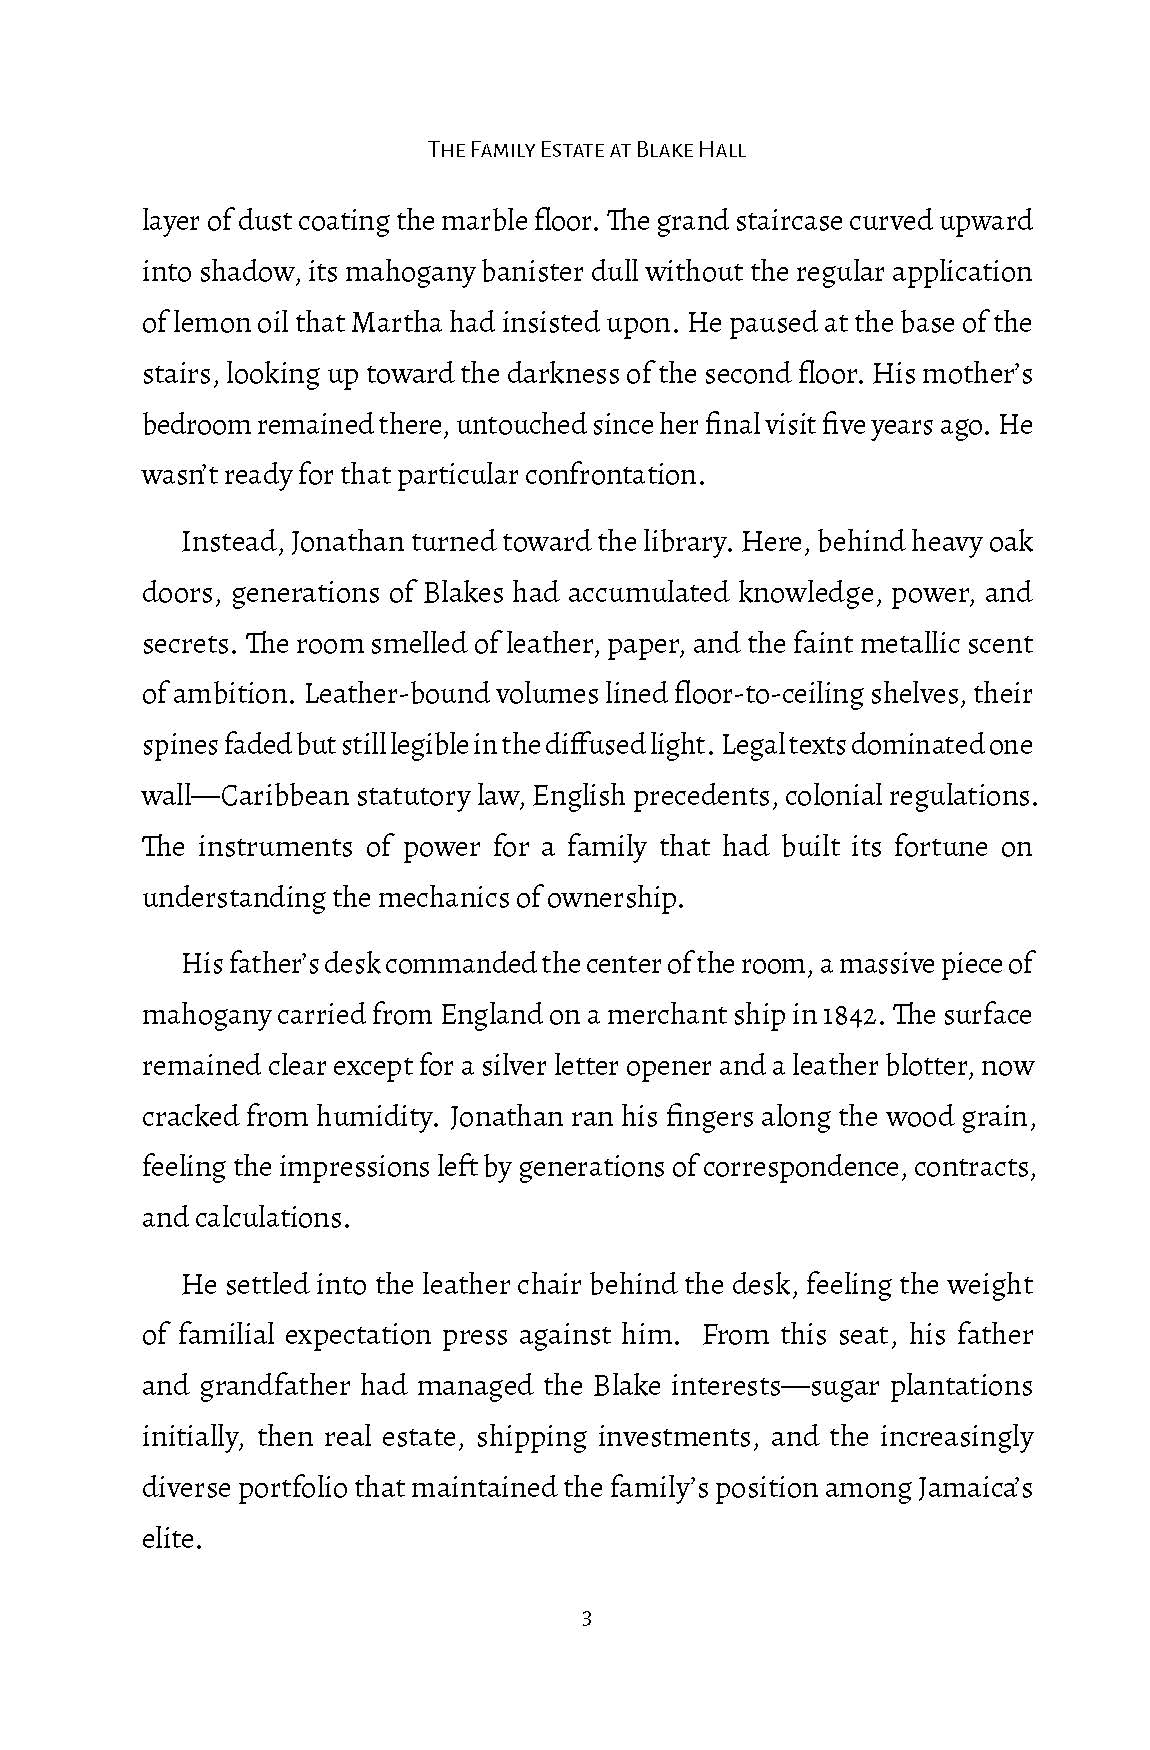 The Family Estate at Blake Hall
layer of dust coating the marble floor. The grand staircase curved upward
into shadow, its mahogany banister dull without the regular application
of lemon oil that Martha had insisted upon. He paused at the base of the
stairs, looking up toward the darkness of the second floor. His mother’s
bedroom remained there, untouched since her final visit five years ago. He
wasn’t ready for that particular confrontation.
Instead, Jonathan turned toward the library. Here, behind heavy oak
doors, generations of Blakes had accumulated knowledge, power, and
secrets. The room smelled of leather, paper, and the faint metallic scent
of ambition. Leather-bound volumes lined floor-to-ceiling shelves, their
spines faded but still legible in the diffused light. Legal texts dominated one
wall—Caribbean statutory law, English precedents, colonial regulations.
The instruments of power for a family that had built its fortune on
understanding the mechanics of ownership.
His father’s desk commanded the center of the room, a massive piece of
mahogany carried from England on a merchant ship in 1842. The surface
remained clear except for a silver letter opener and a leather blotter, now
cracked from humidity. Jonathan ran his fingers along the wood grain,
feeling the impressions left by generations of correspondence, contracts,
and calculations.
He settled into the leather chair behind the desk, feeling the weight
of familial expectation press against him. From this seat, his father
and grandfather had managed the Blake interests—sugar plantations
initially, then real estate, shipping investments, and the increasingly
diverse portfolio that maintained the family’s position among Jamaica’s
elite.
3